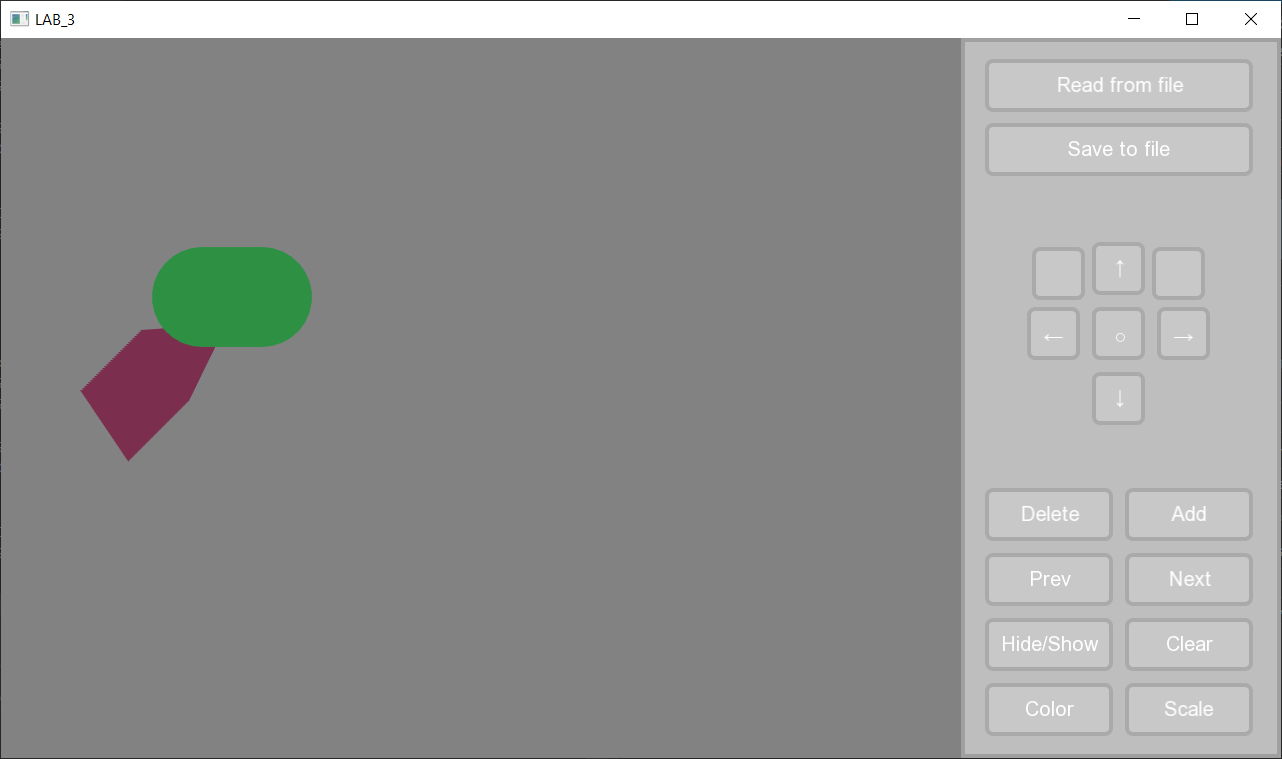 LAB_3
Read from file
Save to file
↑
← ○ →
↓
Delete Add
Prev Next
Hide/Show Clear
Color Scale